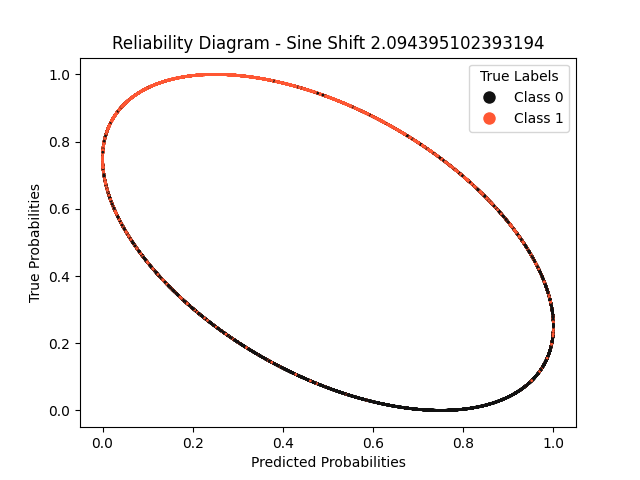 Reliability Diagram - Sine Shift 2.094395102393194
True Labels
Class 0
Class 1
True Probabilities
1.0
0.8
0.6
0.4
0.2
0.0
0.0 0.2 0.4 0.6 0.8 1.0
Predicted Probabilities